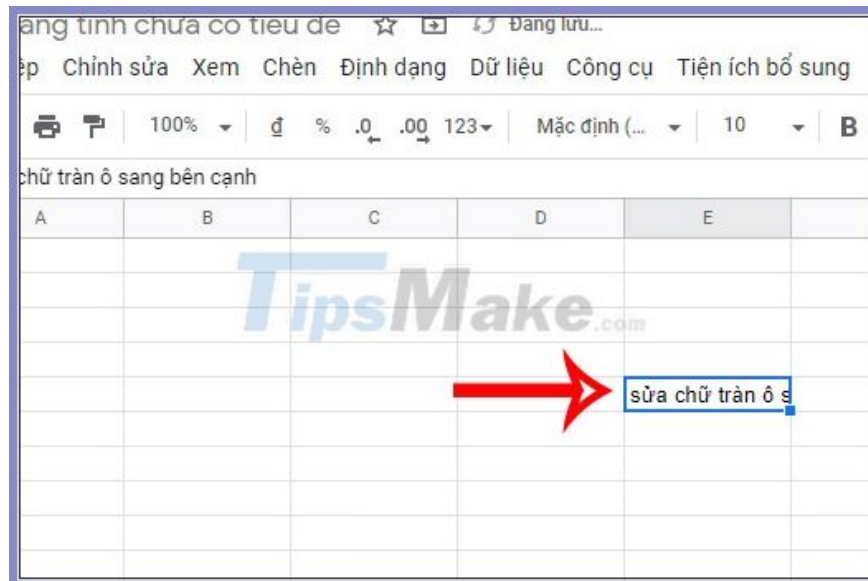 ang tính chưa có tiêu đề Đang lưu...
ệp Chỉnh sửa Xem Chèn Định dạng Dữ liệu Công cụ Tiện ích bổ sung
100% đ % .0 .00 123 Mặc định (... 10 B
chữ tràn ô sang bên cạnh
A B C D E
TipsMake.com
sửa chữ tràn ô s